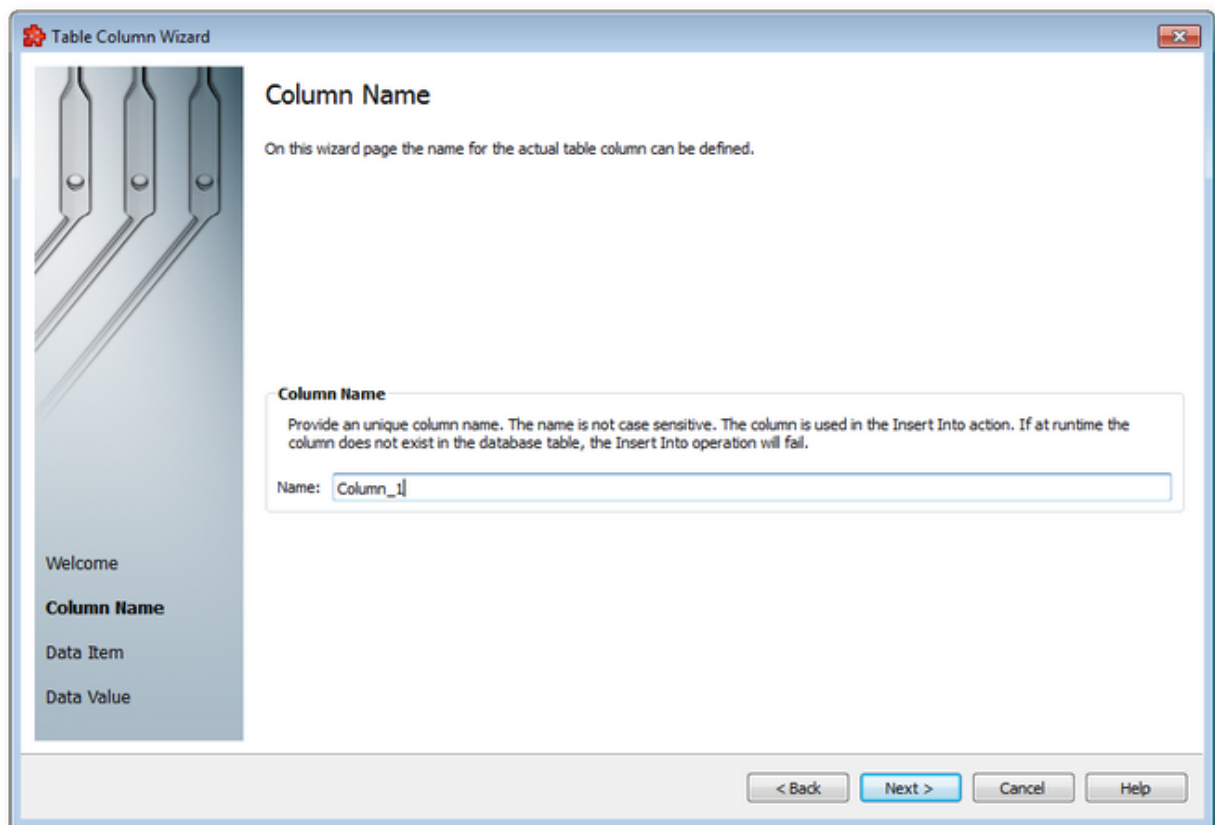 Table Column Wizard
Column Name
On this wizard page the name for the actual table column can be defined.
Column Name
Provide an unique column name. The name is not case sensitive. The column is used in the Insert Into action. If at runtime the
column does not exist in the database table, the Insert Into operation will fail.
Name: Column_1
Welcome
Column Name
Data Item
Data Value
< Back Next > Cancel Help